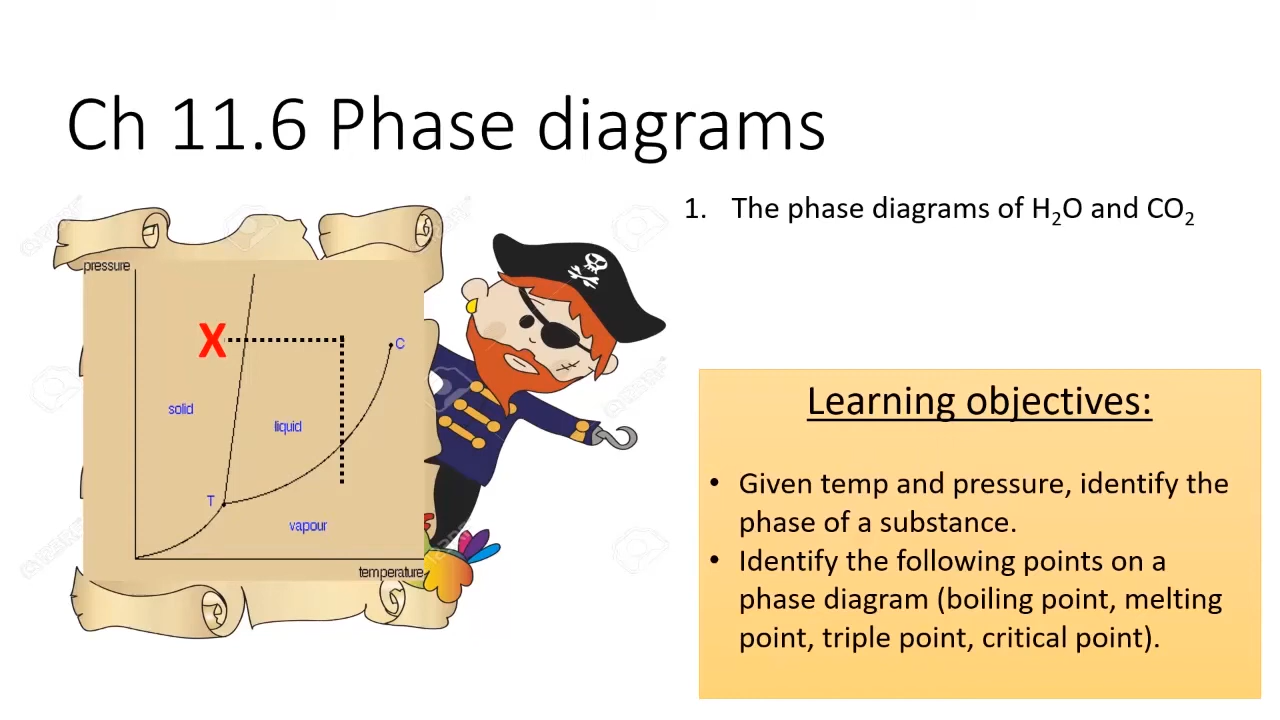 Ch 11.6 Phase diagrams
1. The phase diagrams of H₂O and CO₂
pressure
X
C
solid
liquid
T
vapour
temperature
Learning objectives:
• Given temp and pressure, identify the
phase of a substance.
• Identify the following points on a
phase diagram (boiling point, melting
point, triple point, critical point).